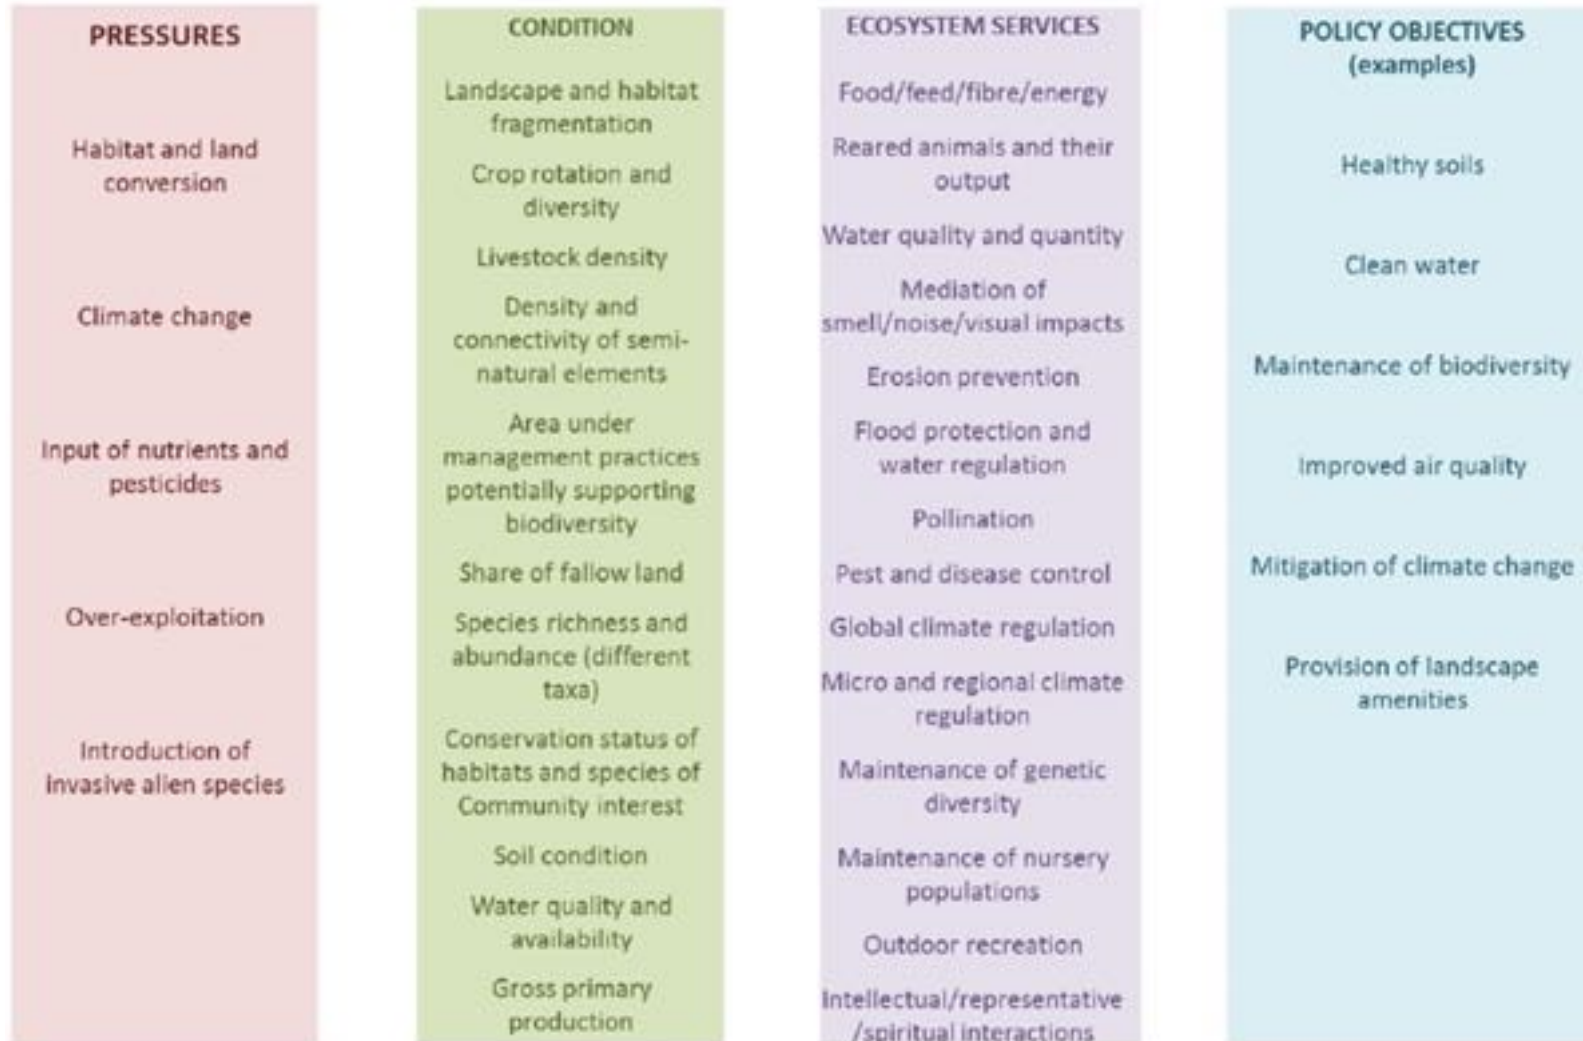 PRESSURES
Habitat and land
conversion
Climate change
Input of nutrients and
pesticides
Over-exploitation
Introduction of
invasive alien species
CONDITION
Landscape and habitat
fragmentation
Crop rotation and
diversity
Livestock density
Density and
connectivity of semi-
natural elements
Area under
management practices
potentially supporting
biodiversity
Share of fallow land
Species richness and
abundance (different
taxa)
Conservation status of
habitats and species of
Community interest
Soil condition
Water quality and
availability
Gross primary
production
ECOSYSTEM SERVICES
Food/feed/fibre/energy
Reared animals and their
output
Water quality and quantity
Mediation of
smell/noise/visual impacts
Erosion prevention
Flood protection and
water regulation
Pollination
Pest and disease control
Global climate regulation
Micro and regional climate
regulation
Maintenance of genetic
diversity
Maintenance of nursery
populations
Outdoor recreation
Intellectual/representative
/spiritual interactions
POLICY OBJECTIVES
(examples)
Healthy soils
Clean water
Maintenance of biodiversity
Improved air quality
Mitigation of climate change
Provision of landscape
amenities